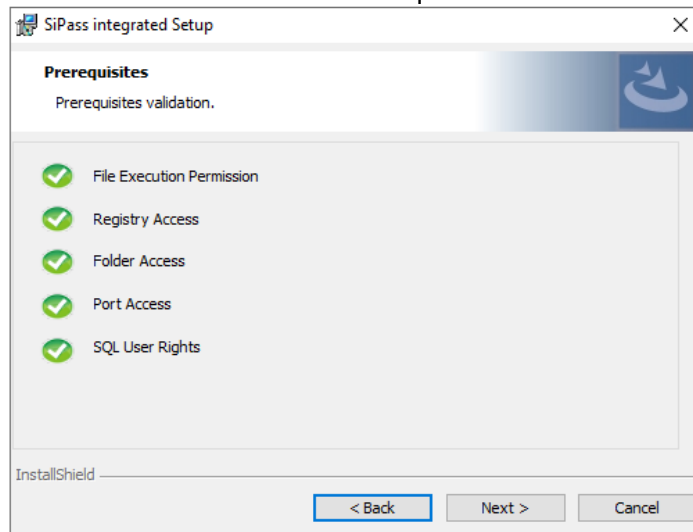 SiPass integrated Setup
Prerequisites
Prerequisites validation.
File Execution Permission
Registry Access
Folder Access
Port Access
SQL User Rights
InstallShield
< Back Next > Cancel